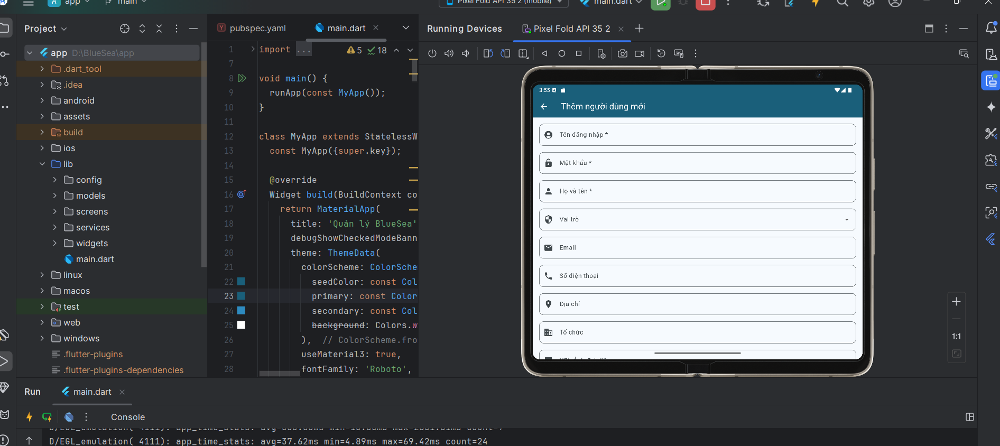 app
main
Pixel Fold API 35 2 (mobile)
main.dart
Project
pubspec.yaml
main.dart
Running Devices
Pixel Fold API 35 2
app D:\BlueSea\app
.dart_tool
.idea
android
assets
build
ios
lib
config
models
screens
services
widgets
main.dart
linux
macos
test
web
windows
.flutter-plugins
.flutter-plugins-dependencies
5 18
1 import ...
7
8 void main() {
9 runApp(const MyApp());
10 }
11
12 class MyApp extends StatelessW
13 const MyApp({super.key});
14
15 @override
16 Widget build(BuildContext co
17 return MaterialApp(
18 title: 'Quản lý BlueSea'
19 debugShowCheckedModeBann
20 theme: ThemeData(
21 colorScheme: ColorSche
22 seedColor: const Col
23 primary: const Color
24 secondary: const Col
25 background: Colors.w
26 ), // ColorScheme.fro
27 useMaterial3: true,
28 fontFamily: 'Roboto',
3:55
Thêm người dùng mới
Tên đăng nhập *
Mật khẩu *
Họ và tên *
Vai trò
Email
Số điện thoại
Địa chỉ
Tổ chức
1:1
Run
main.dart
Console
D/EGL_emulation( 4111): app_time_stats: avg=37.62ms min=4.89ms max=69.42ms count=24